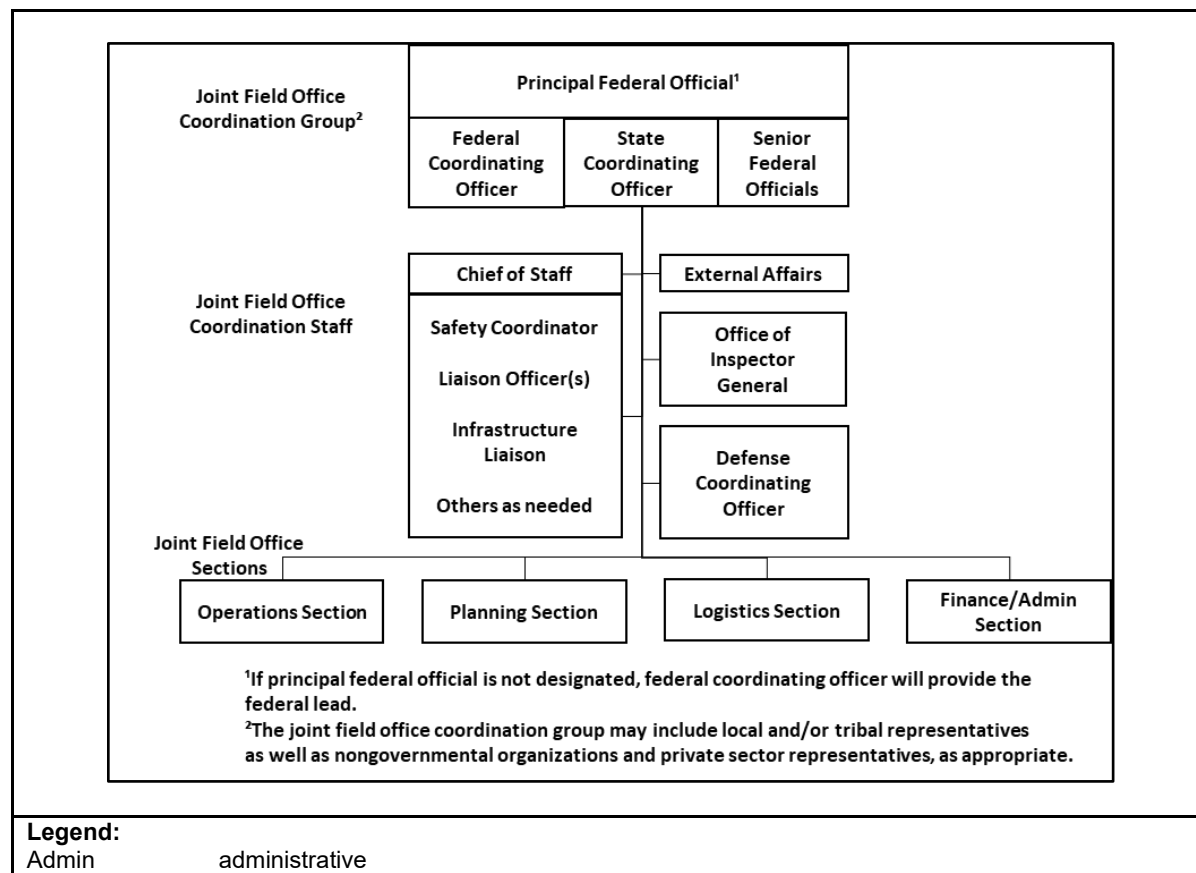 Principal Federal Official¹
Joint Field Office
Coordination Group²
Federal
Coordinating
Officer
State
Coordinating
Officer
Senior
Federal
Officials
Joint Field Office
Coordination Staff
Chief of Staff
Safety Coordinator
Liaison Officer(s)
Infrastructure
Liaison
Others as needed
External Affairs
Office of
Inspector
General
Defense
Coordinating
Officer
Joint Field Office
Sections
Operations Section
Planning Section
Logistics Section
Finance/Admin
Section
¹If principal federal official is not designated, federal coordinating officer will provide the
federal lead.
²The joint field office coordination group may include local and/or tribal representatives
as well as nongovernmental organizations and private sector representatives, as appropriate.
Legend:
Admin administrative